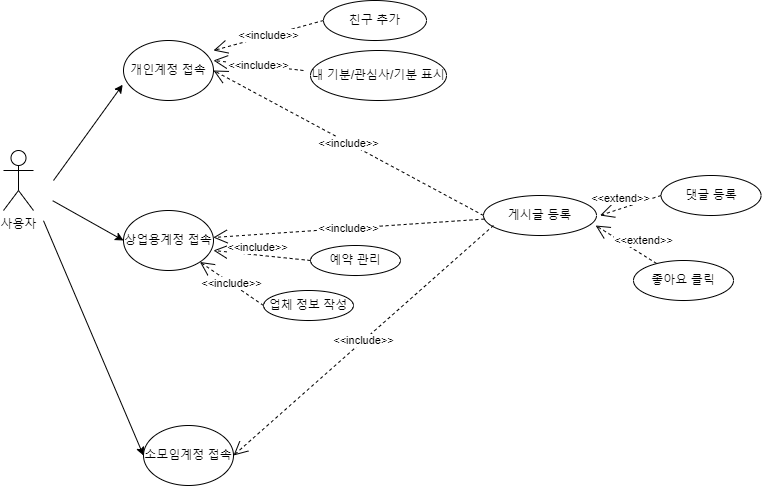 친구 추가
<<include>>
개인계정 접속
<<include>>
내 기분/관심사/기분 표시
<<include>>
<<extend>>
댓글 등록
사용자
게시글 등록
<<include>>
상업용계정 접속
<<include>>
<<extend>>
예약 관리
<<include>>
좋아요 클릭
업체 정보 작성
<<include>>
소모임계정 접속